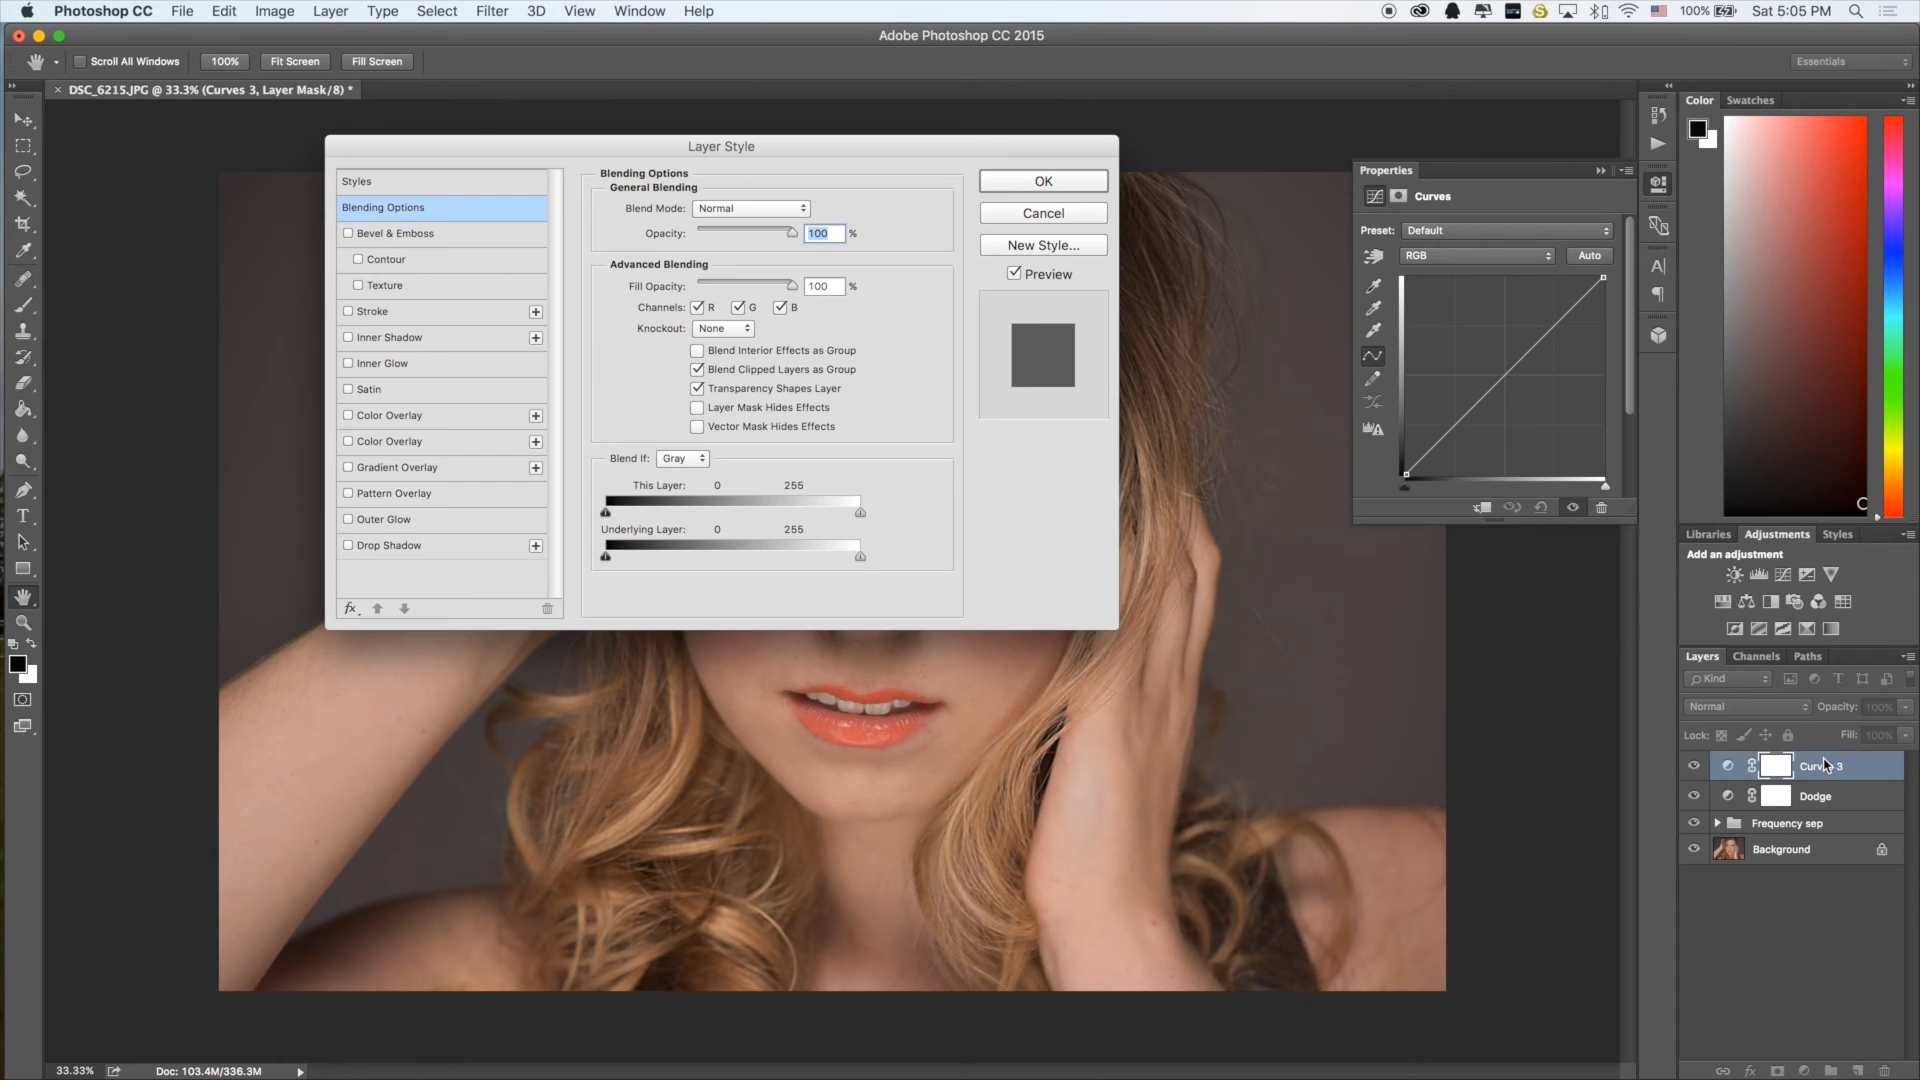 Photoshop CC File Edit Image Layer Type Select Filter 3D View Window Help
100% Sat 5:05 PM
Adobe Photoshop CC 2015
Scroll All Windows 100% Fit Screen Fill Screen
Essentials
× DSC_6215.JPG @ 33.3% (Curves 3, Layer Mask/8) *
Layer Style
Styles
Blending Options
Bevel & Emboss
Contour
Texture
Stroke
Inner Shadow
Inner Glow
Satin
Color Overlay
Color Overlay
Gradient Overlay
Pattern Overlay
Outer Glow
Drop Shadow
fx
Blending Options
General Blending
Blend Mode: Normal
Opacity: 100 %
Advanced Blending
Fill Opacity: 100 %
Channels: R G B
Knockout: None
Blend Interior Effects as Group
Blend Clipped Layers as Group
Transparency Shapes Layer
Layer Mask Hides Effects
Vector Mask Hides Effects
Blend If: Gray
This Layer: 0 255
Underlying Layer: 0 255
OK
Cancel
New Style...
Preview
Properties
Curves
Preset: Default
RGB Auto
Color Swatches
Libraries Adjustments Styles
Add an adjustment
Layers Channels Paths
Kind
Normal Opacity: 100%
Lock: Fill: 100%
Curves 3
Dodge
Frequency sep
Background
fx
33.33% Doc: 103.4M/336.3M